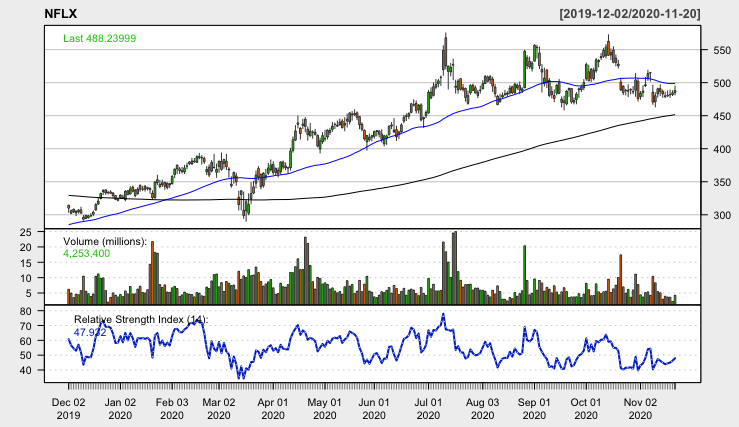 NFLX
[2019-12-02/2020-11-20]
Last 488.23999
550
500
450
400
350
300
Volume (millions):
4,253,400
25
20
15
10
5
Relative Strength Index (14):
47.922
80
70
60
50
40
Dec 02 2019
Jan 02 2020
Feb 03 2020
Mar 02 2020
Apr 01 2020
May 01 2020
Jun 01 2020
Jul 01 2020
Aug 03 2020
Sep 01 2020
Oct 01 2020
Nov 02 2020